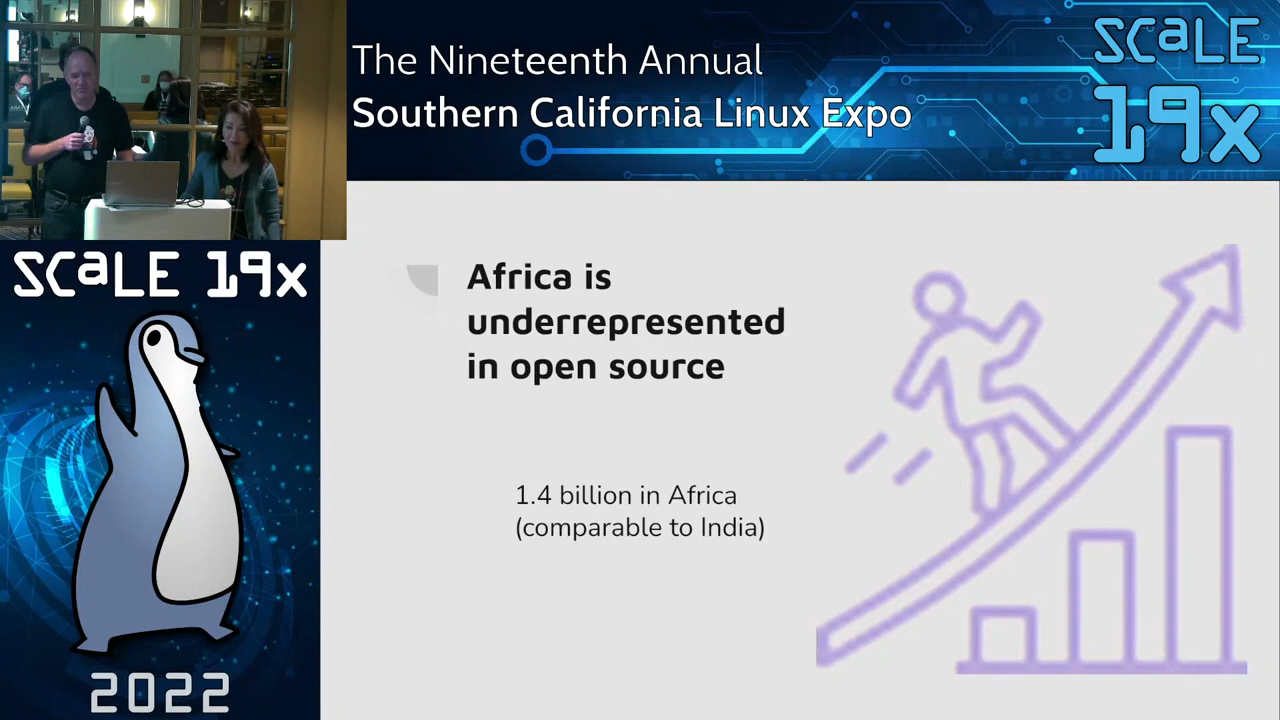 The Nineteenth Annual
Southern California Linux Expo
SCaLE
19x
SCaLE 19x
Africa is
underrepresented
in open source
1.4 billion in Africa
(comparable to India)
2022